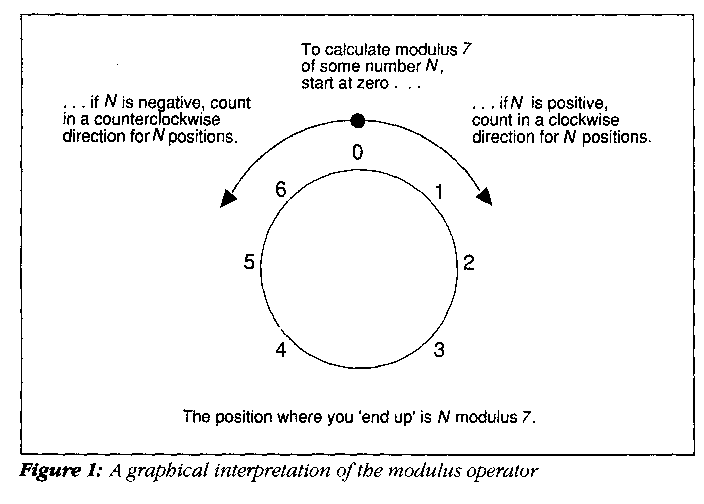 To calculate modulus 7
of some number N,
start at zero . . .
. . . if N is negative, count
in a counterclockwise
direction for N positions.
. . . if N is positive,
count in a clockwise
direction for N positions.
0
1
2
3
4
5
6
The position where you 'end up' is N modulus 7.
Figure 1: A graphical interpretation of the modulus operator